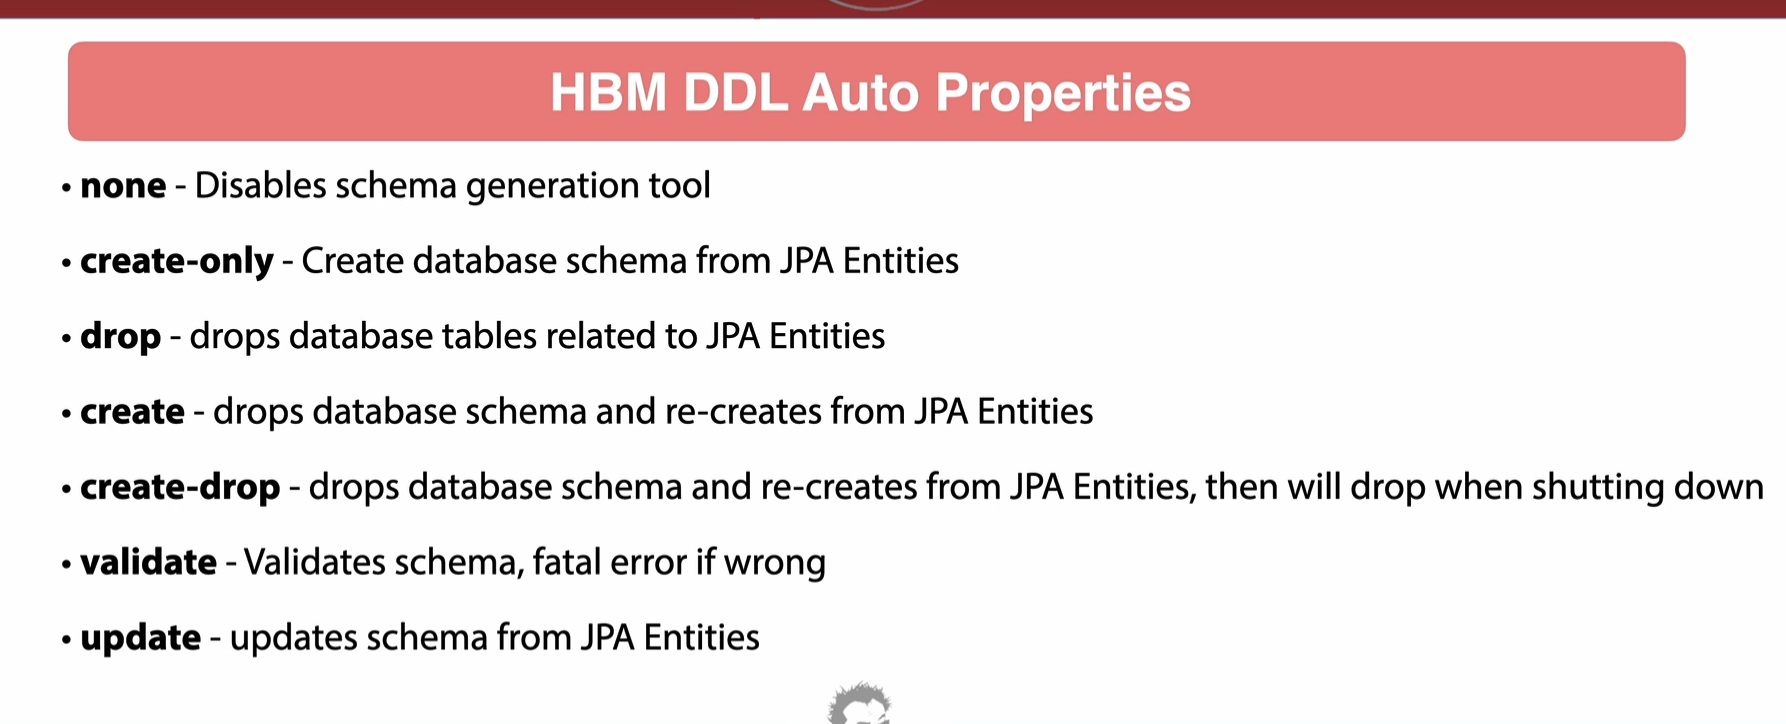 HBM DDL Auto Properties
• none - Disables schema generation tool
• create-only - Create database schema from JPA Entities
• drop - drops database tables related to JPA Entities
• create - drops database schema and re-creates from JPA Entities
• create-drop - drops database schema and re-creates from JPA Entities, then will drop when shutting down
• validate - Validates schema, fatal error if wrong
• update - updates schema from JPA Entities